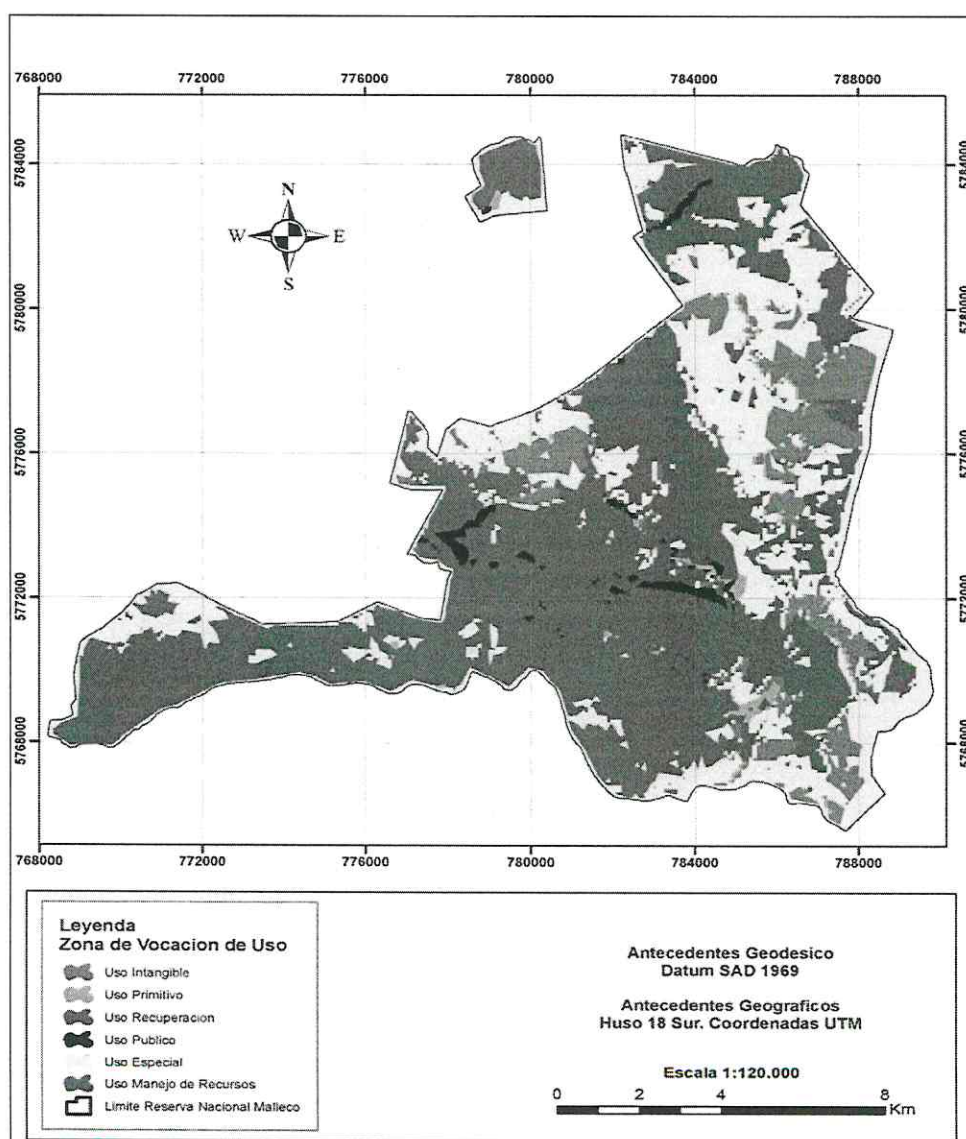 768000 772000 776000 780000 784000 788000
5784000 5784000
N
W E
S
5780000 5780000
5776000 5776000
5772000 5772000
5768000 5768000
768000 772000 776000 780000 784000 788000
Leyenda
Zona de Vocacion de Uso
Uso Intangible
Uso Primitivo
Uso Recuperacion
Uso Publico
Uso Especial
Uso Manejo de Recursos
Limite Reserva Nacional Malleco
Antecedentes Geodesico
Datum SAD 1969
Antecedentes Geograficos
Huso 18 Sur. Coordenadas UTM
Escala 1:120.000
0 2 4 8
Km